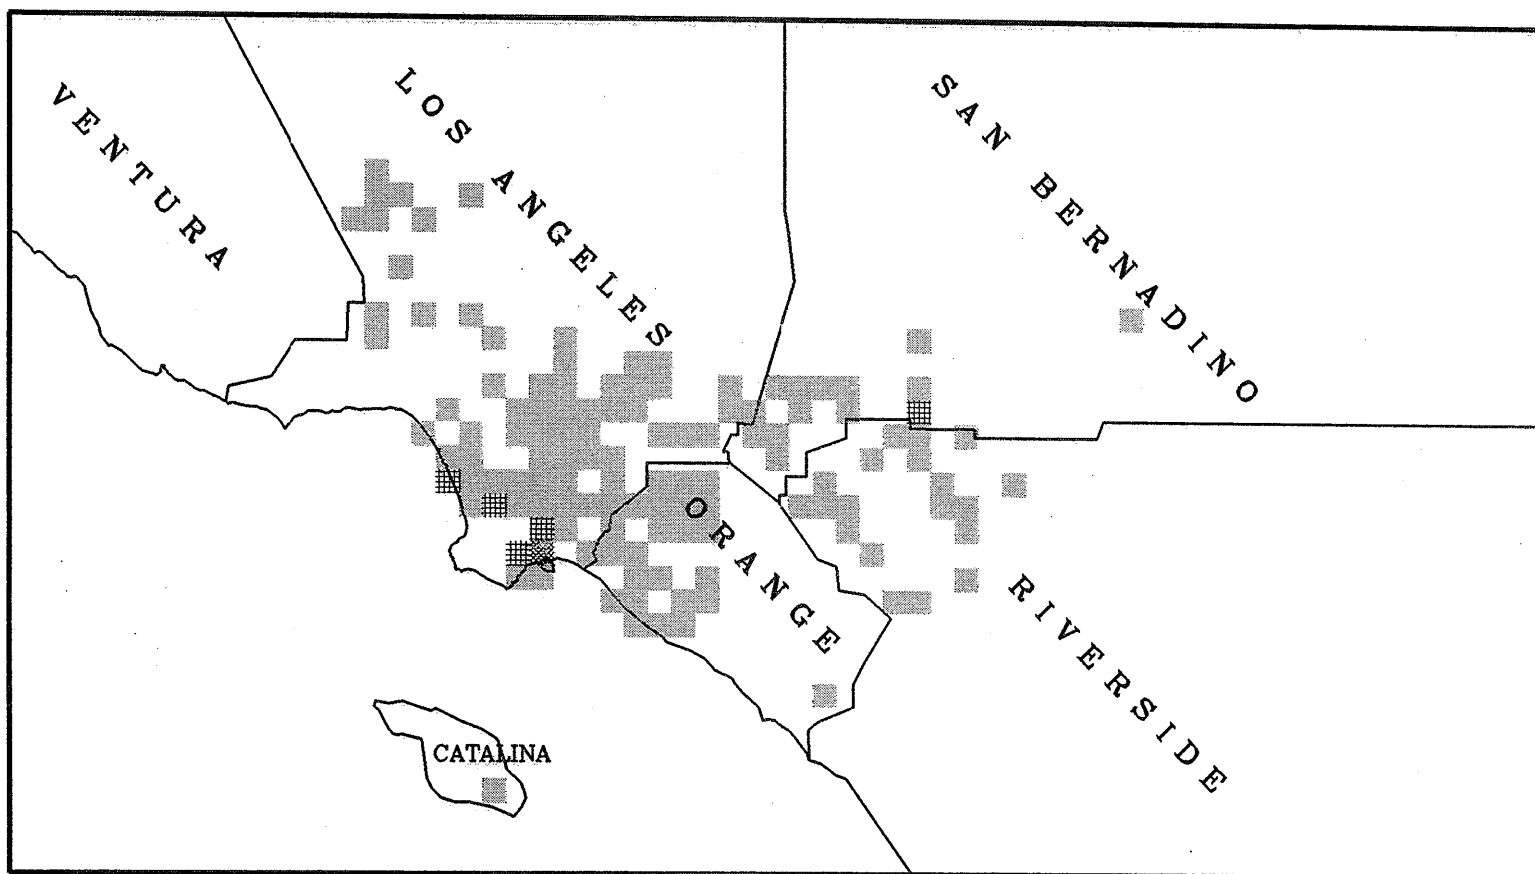 VENTURA
LOS ANGELES
SAN BERNADINO
ORANGE
RIVERSIDE
CATALINA